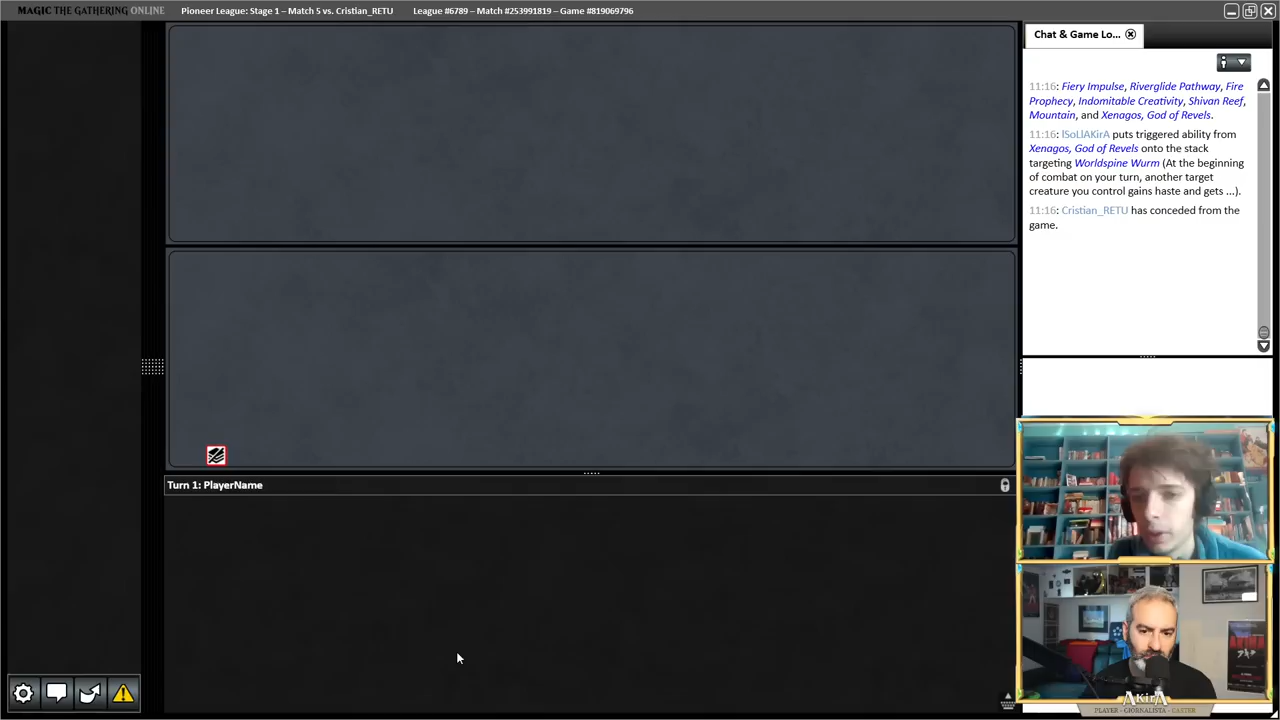 MAGIC THE GATHERING ONLINE
Pioneer League: Stage 1 – Match 5 vs. Cristian_RETU
League #6789 – Match #253991819 – Game #819069796
Chat & Game Lo...
11:16: Fiery Impulse, Riverglide Pathway, Fire
Prophecy, Indomitable Creativity, Shivan Reef,
Mountain, and Xenagos, God of Revels.
11:16: lSoLlAKirA puts triggered ability from
Xenagos, God of Revels onto the stack
targeting Worldspine Wurm (At the beginning
of combat on your turn, another target
creature you control gains haste and gets ...).
11:16: Cristian_RETU has conceded from the
game.
Turn 1: PlayerName
AKirA
PLAYER - GIORNALISTA - CASTER